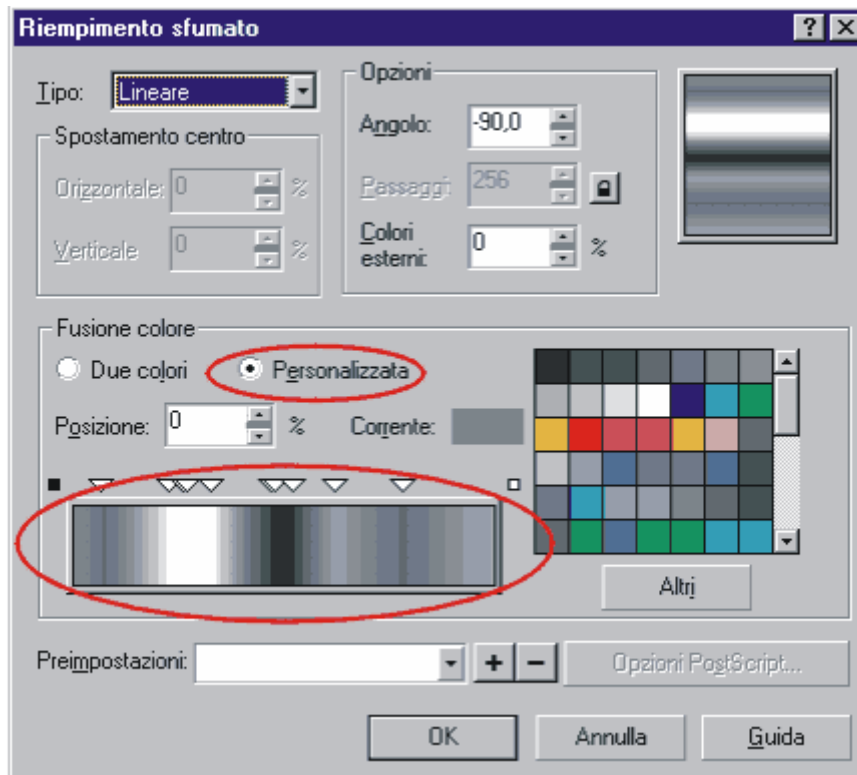 Riempimento sfumato
Tipo: Lineare
Opzioni
Angolo: -90,0
Passaggi: 256
Colori esterni: 0 %
Spostamento centro
Orizzontale: 0 %
Verticale 0 %
Fusione colore
Due colori Personalizzata
Posizione: 0 % Corrente:
Altri
Preimpostazioni: + − Opzioni PostScript...
OK Annulla Guida